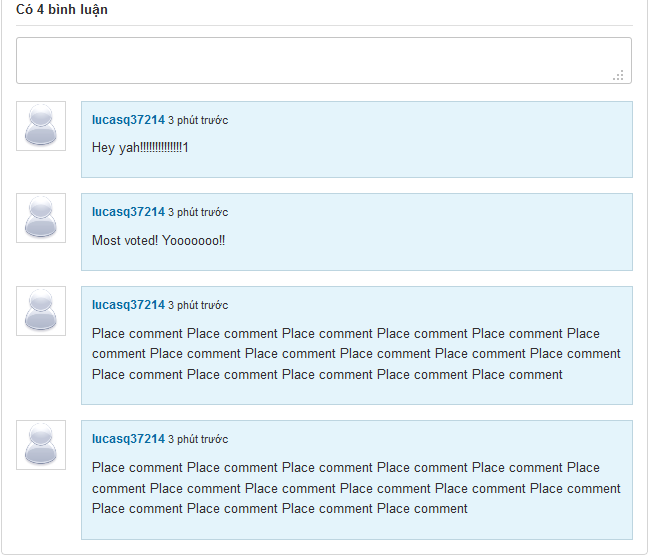 Có 4 bình luận
lucasq37214 3 phút trước
Hey yah!!!!!!!!!!!!!!1
lucasq37214 3 phút trước
Most voted! Yooooooo!!
lucasq37214 3 phút trước
Place comment Place comment Place comment Place comment Place comment Place
comment Place comment Place comment Place comment Place comment Place comment
Place comment Place comment Place comment Place comment Place comment
lucasq37214 3 phút trước
Place comment Place comment Place comment Place comment Place comment Place
comment Place comment Place comment Place comment Place comment Place comment
Place comment Place comment Place comment Place comment